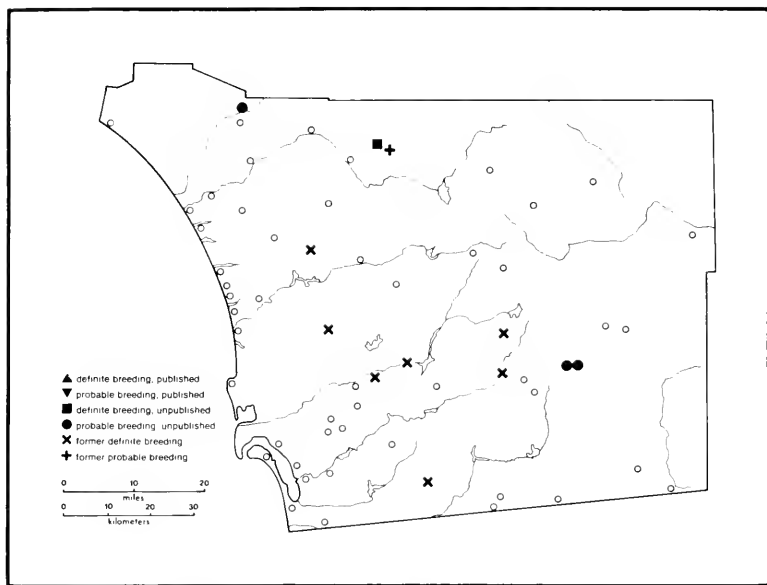 definite breeding, published
probable breeding, published
definite breeding, unpublished
probable breeding unpublished
former definite breeding
former probable breeding
0 10 20
miles
0 10 20 30
kilometers